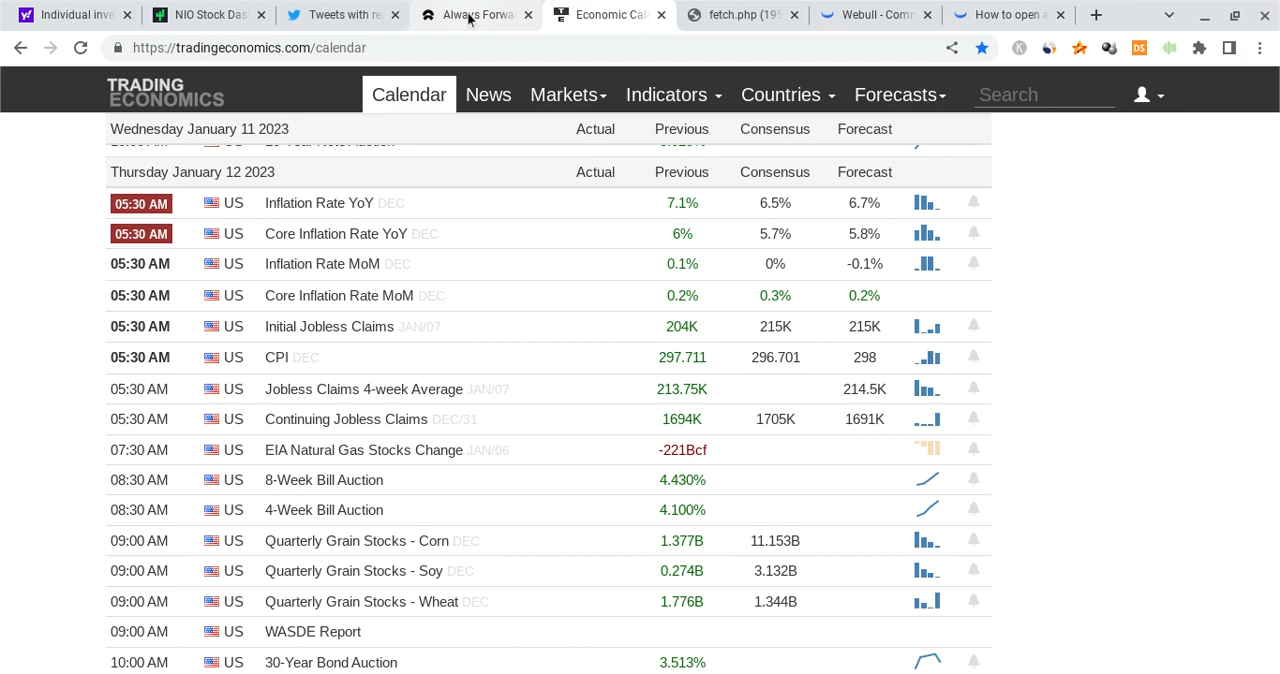 Individual inve
NIO Stock Das
Tweets with re
Always Forwa
Economic Cal
fetch.php (195
Webull - Comm
How to open a
https://tradingeconomics.com/calendar
TRADING
ECONOMICS
Calendar News Markets Indicators Countries Forecasts Search
Wednesday January 11 2023 Actual Previous Consensus Forecast
Thursday January 12 2023 Actual Previous Consensus Forecast
05:30 AM US Inflation Rate YoY DEC 7.1% 6.5% 6.7%
05:30 AM US Core Inflation Rate YoY DEC 6% 5.7% 5.8%
05:30 AM US Inflation Rate MoM DEC 0.1% 0% -0.1%
05:30 AM US Core Inflation Rate MoM DEC 0.2% 0.3% 0.2%
05:30 AM US Initial Jobless Claims JAN/07 204K 215K 215K
05:30 AM US CPI DEC 297.711 296.701 298
05:30 AM US Jobless Claims 4-week Average JAN/07 213.75K 214.5K
05:30 AM US Continuing Jobless Claims DEC/31 1694K 1705K 1691K
07:30 AM US EIA Natural Gas Stocks Change JAN/06 -221Bcf
08:30 AM US 8-Week Bill Auction 4.430%
08:30 AM US 4-Week Bill Auction 4.100%
09:00 AM US Quarterly Grain Stocks - Corn DEC 1.377B 11.153B
09:00 AM US Quarterly Grain Stocks - Soy DEC 0.274B 3.132B
09:00 AM US Quarterly Grain Stocks - Wheat DEC 1.776B 1.344B
09:00 AM US WASDE Report
10:00 AM US 30-Year Bond Auction 3.513%